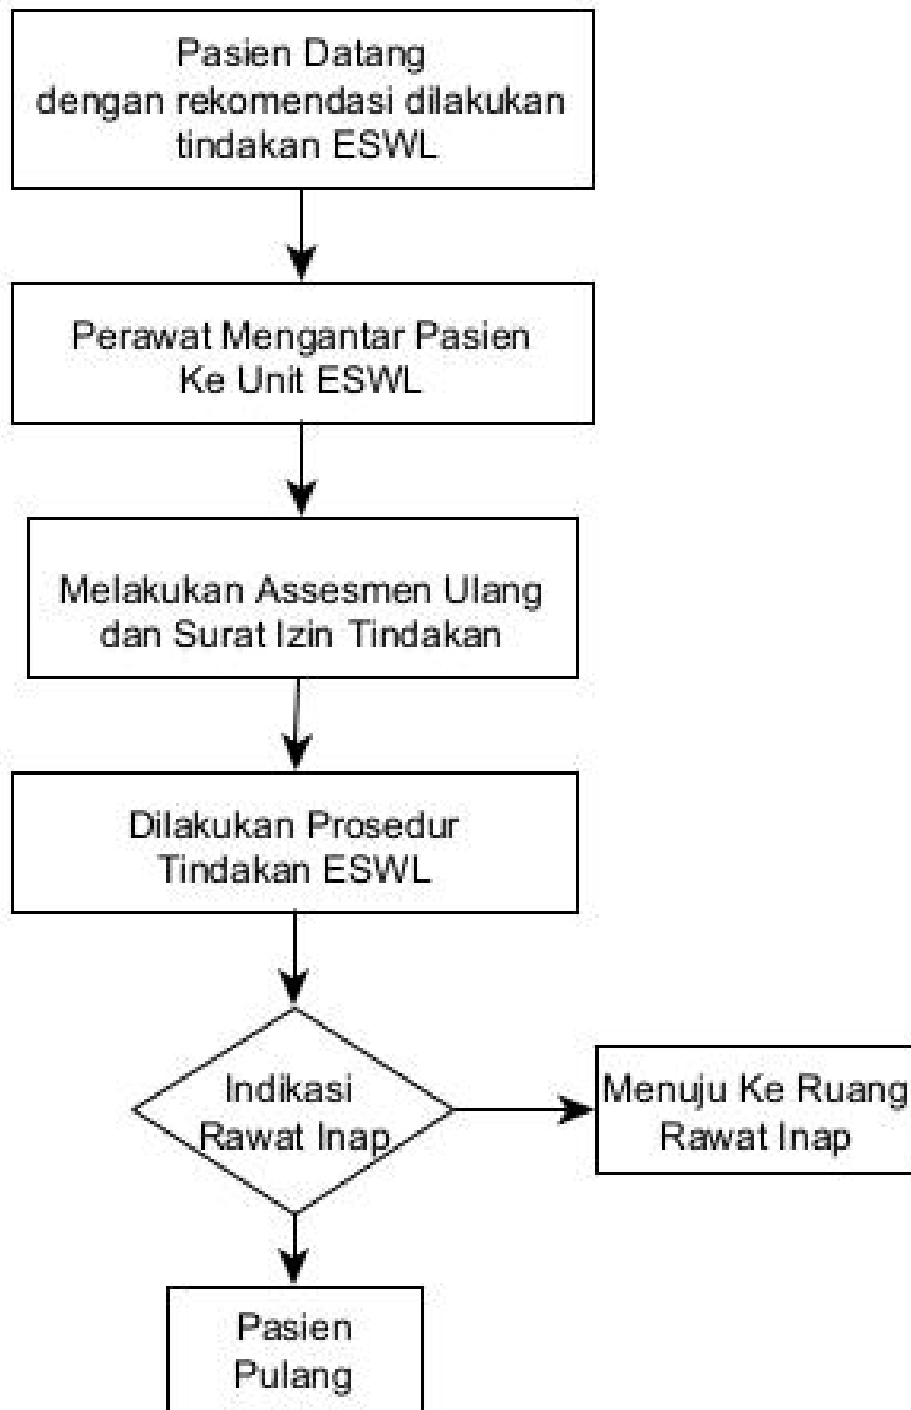 Pasien Datang
dengan rekomendasi dilakukan
tindakan ESWL
Perawat Mengantar Pasien
Ke Unit ESWL
Melakukan Assesmen Ulang
dan Surat Izin Tindakan
Dilakukan Prosedur
Tindakan ESWL
Indikasi
Rawat Inap
Menuju Ke Ruang
Rawat Inap
Pasien
Pulang